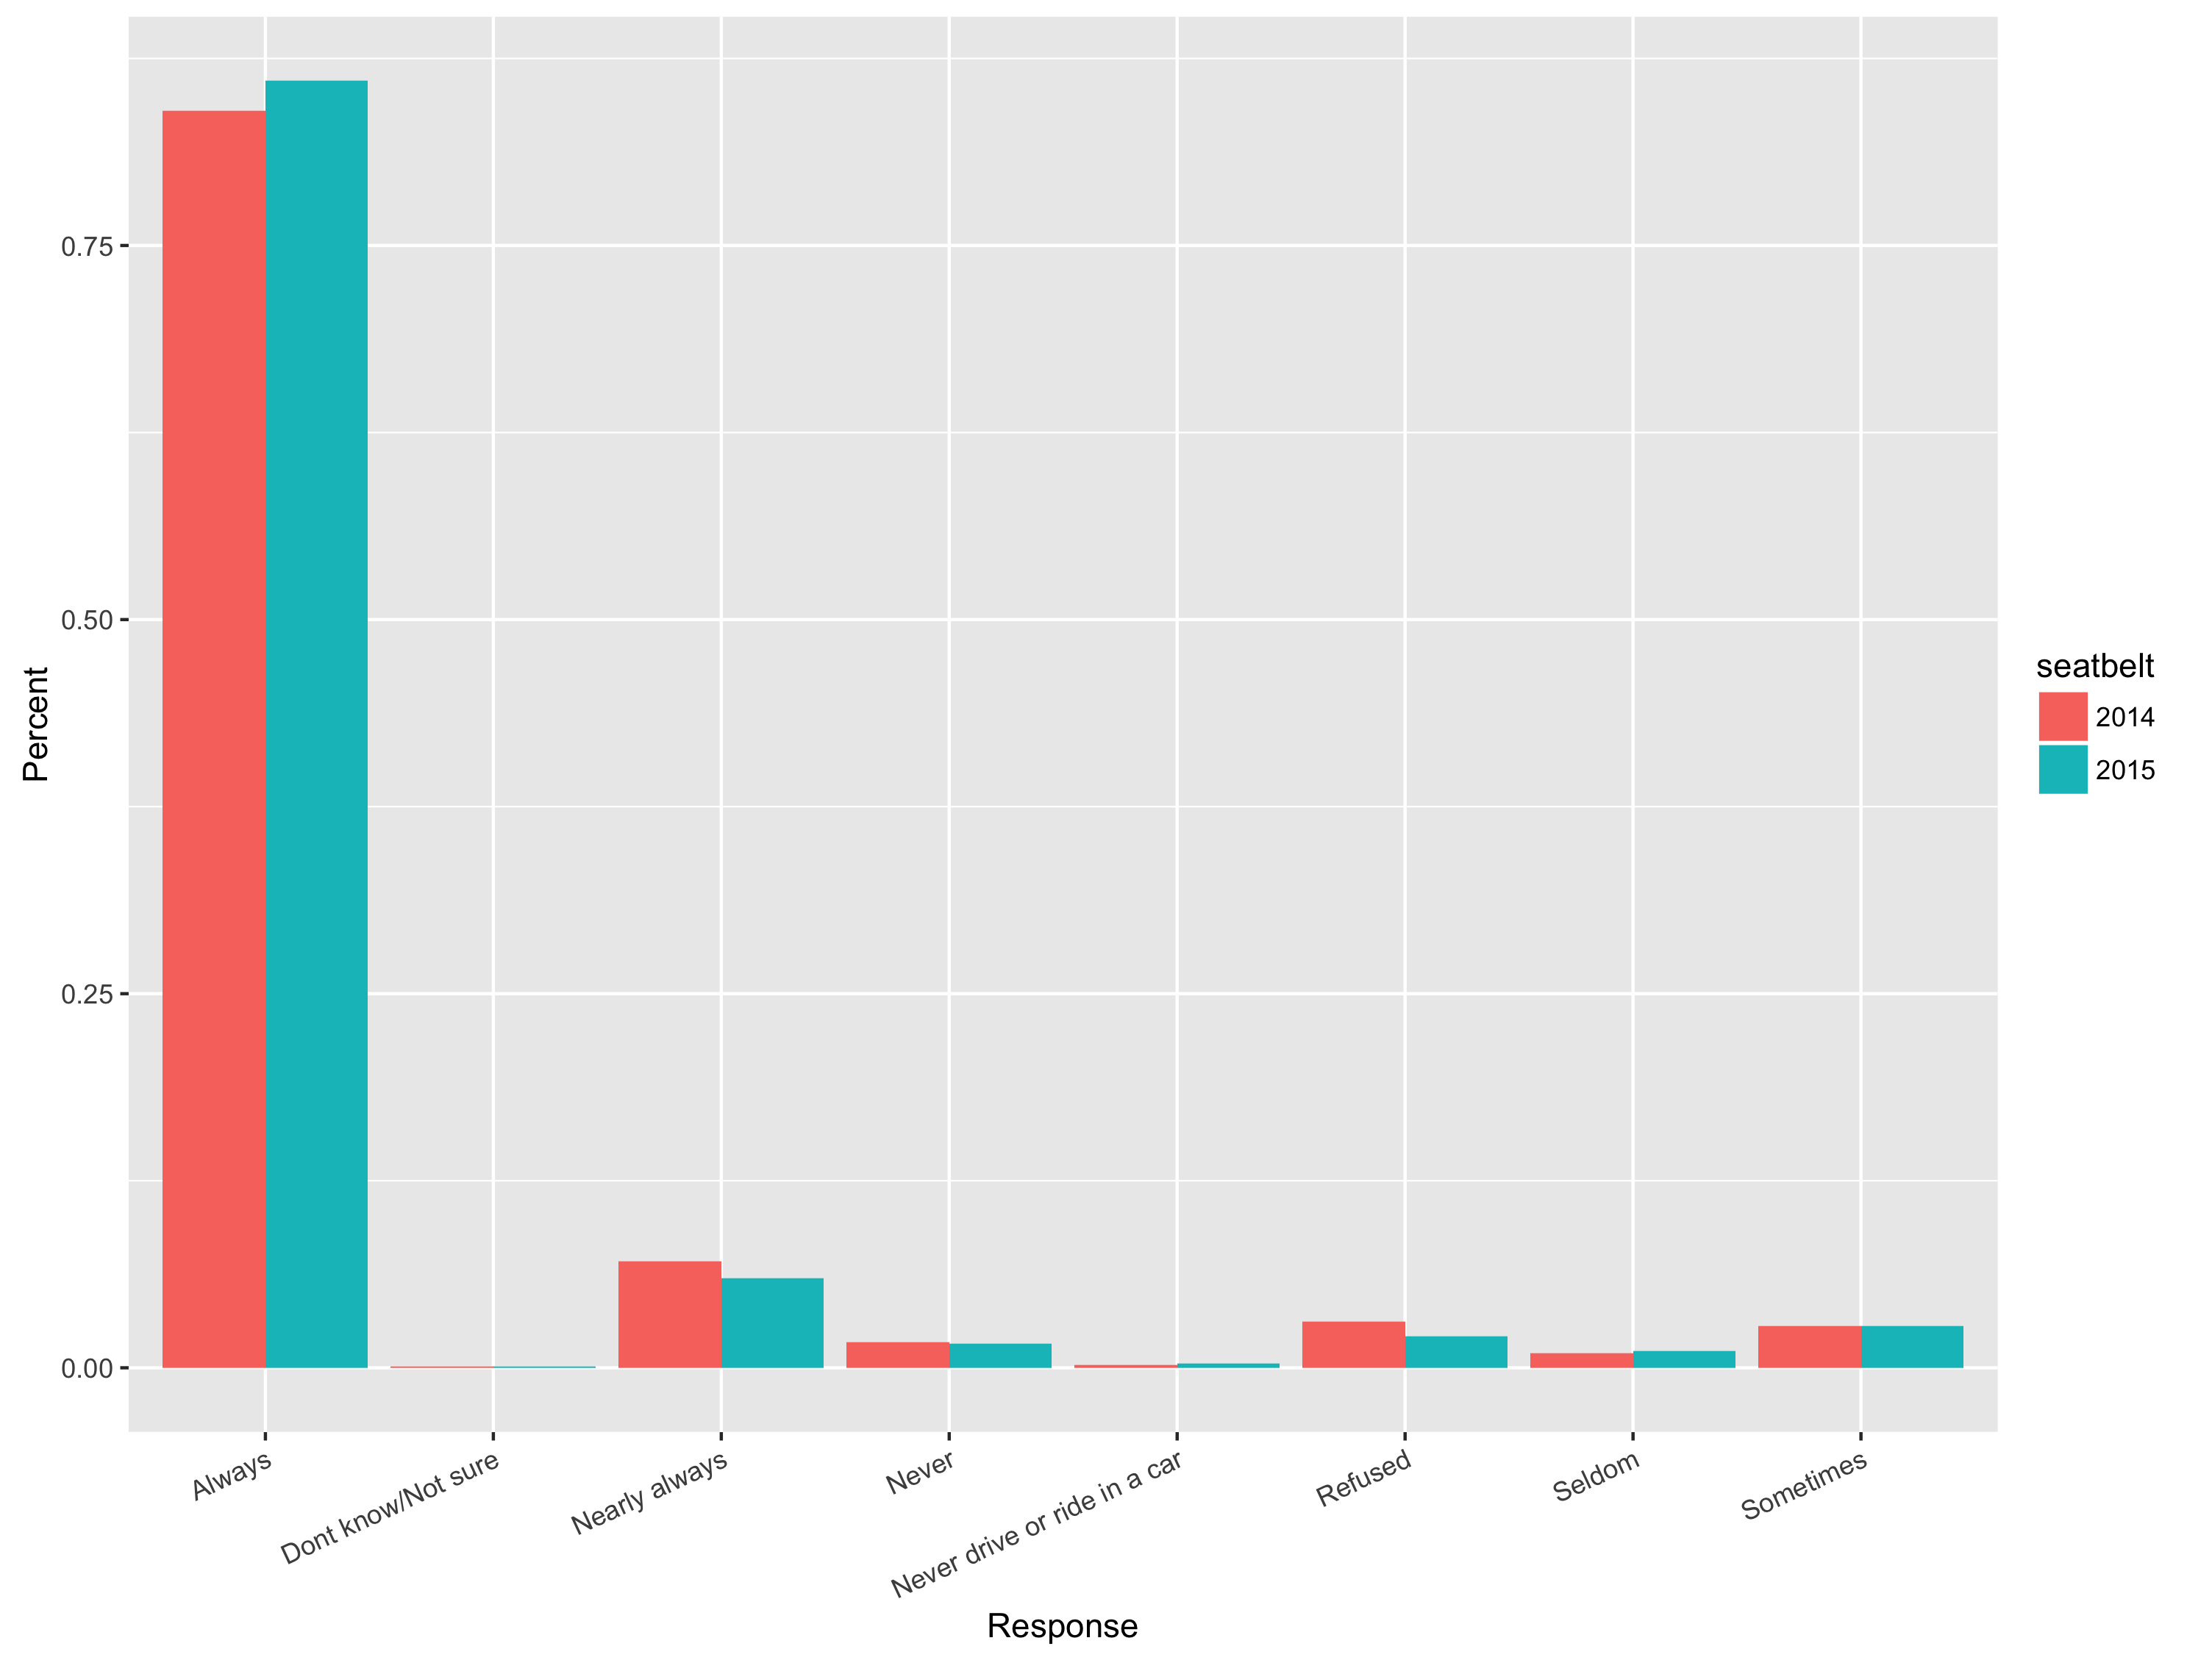 Percent
0.75
0.50
0.25
0.00
Always
Dont know/Not sure
Nearly always
Never
Never drive or ride in a car
Refused
Seldom
Sometimes
Response
seatbelt
2014
2015